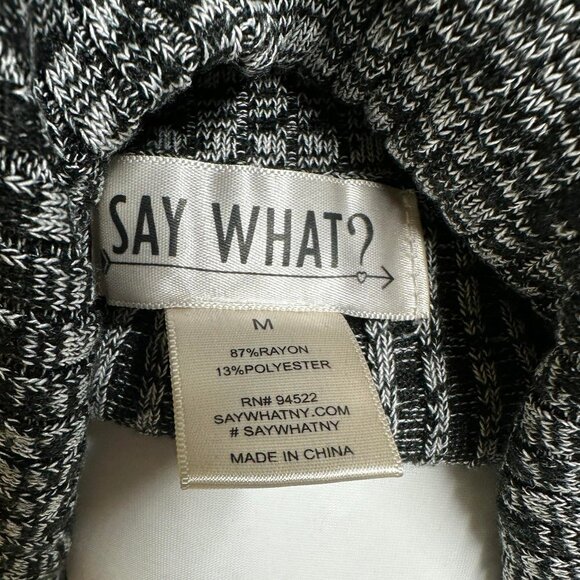 SAY WHAT?
M
87%RAYON
13%POLYESTER
RN# 94522
SAYWHATNY.COM
# SAYWHATNY
MADE IN CHINA